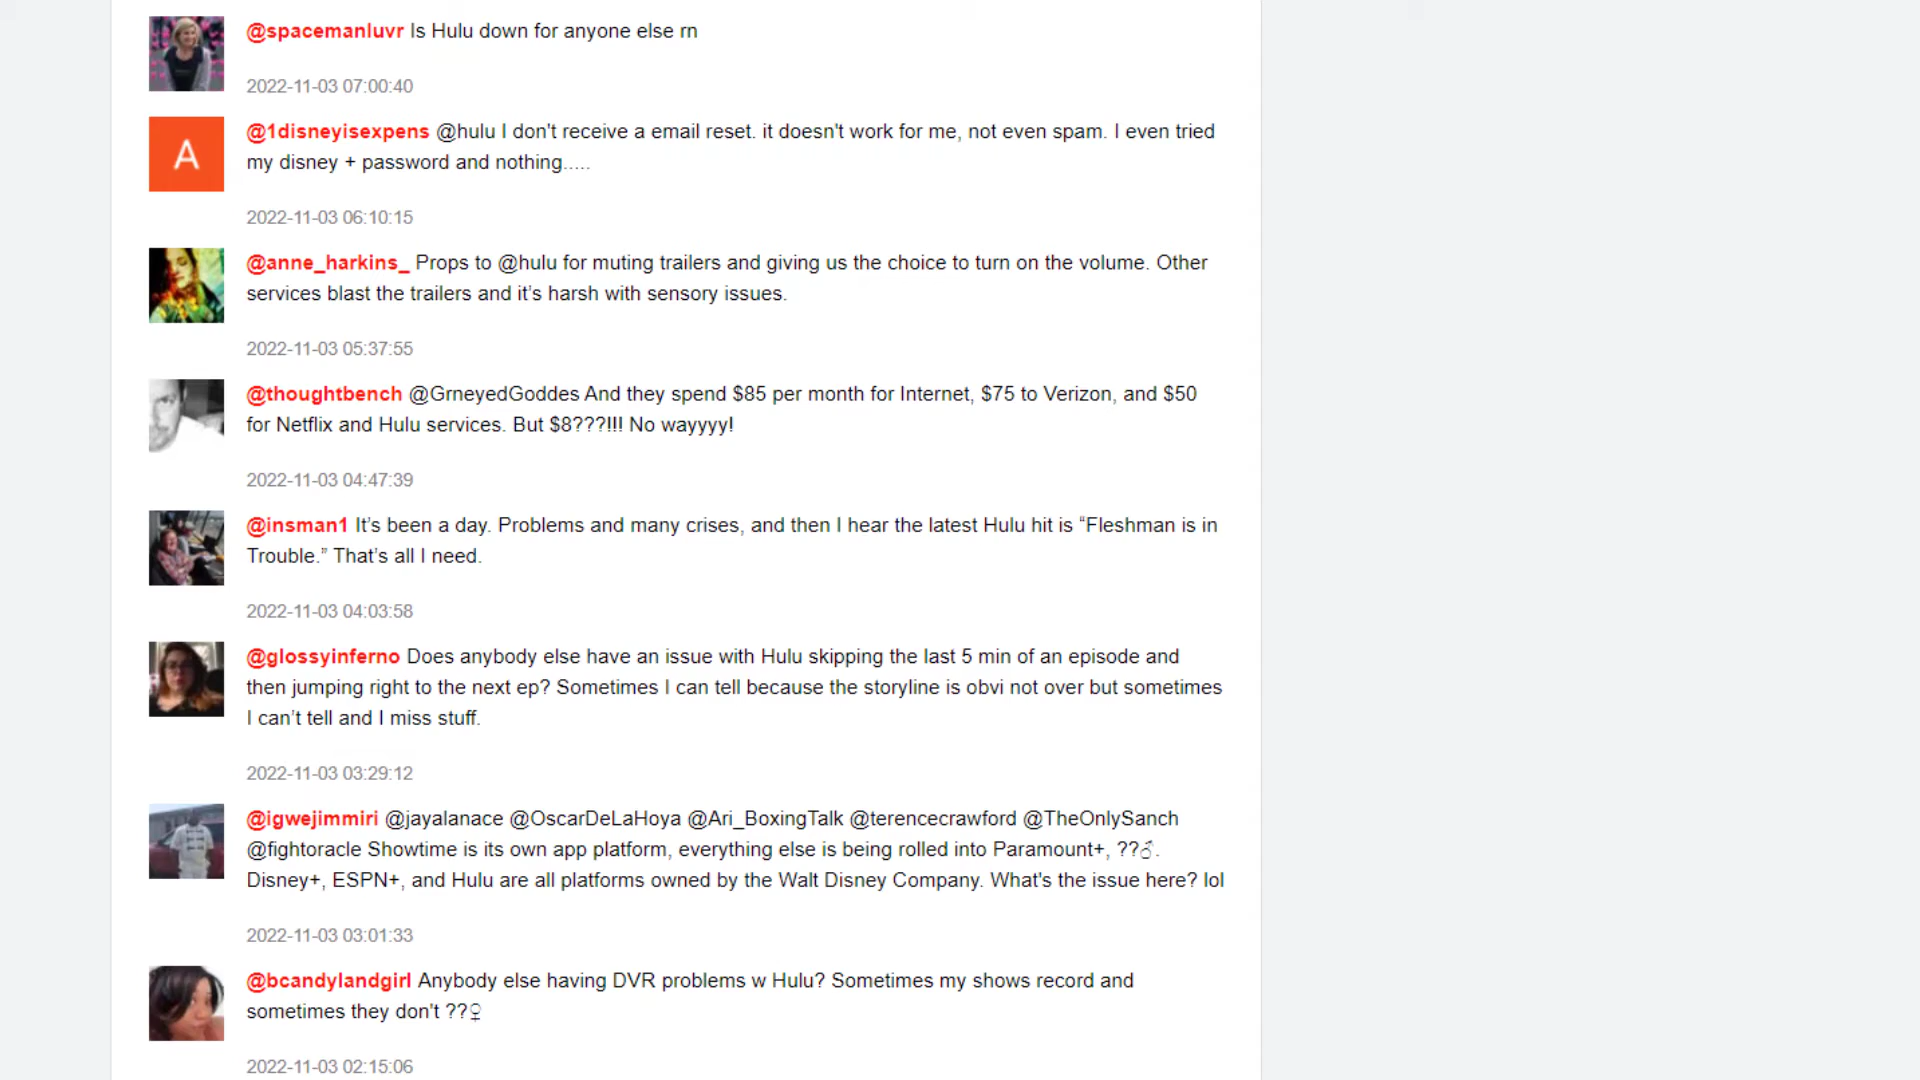 @spacemanluvr Is Hulu down for anyone else rn
2022-11-03 07:00:40
A
@1disneyisexpens @hulu I don't receive a email reset. it doesn't work for me, not even spam. I even tried
my disney + password and nothing.....
2022-11-03 06:10:15
@anne_harkins_ Props to @hulu for muting trailers and giving us the choice to turn on the volume. Other
services blast the trailers and it’s harsh with sensory issues.
2022-11-03 05:37:55
@thoughtbench @GrneyedGoddes And they spend $85 per month for Internet, $75 to Verizon, and $50
for Netflix and Hulu services. But $8???!!! No wayyyy!
2022-11-03 04:47:39
@insman1 It’s been a day. Problems and many crises, and then I hear the latest Hulu hit is “Fleshman is in
Trouble.” That’s all I need.
2022-11-03 04:03:58
@glossyinferno Does anybody else have an issue with Hulu skipping the last 5 min of an episode and
then jumping right to the next ep? Sometimes I can tell because the storyline is obvi not over but sometimes
I can’t tell and I miss stuff.
2022-11-03 03:29:12
@igwejimmiri @jayalanace @OscarDeLaHoya @Ari_BoxingTalk @terencecrawford @TheOnlySanch
@fightoracle Showtime is its own app platform, everything else is being rolled into Paramount+, ??♂.
Disney+, ESPN+, and Hulu are all platforms owned by the Walt Disney Company. What's the issue here? lol
2022-11-03 03:01:33
@bcandylandgirl Anybody else having DVR problems w Hulu? Sometimes my shows record and
sometimes they don't ??♀
2022-11-03 02:15:06